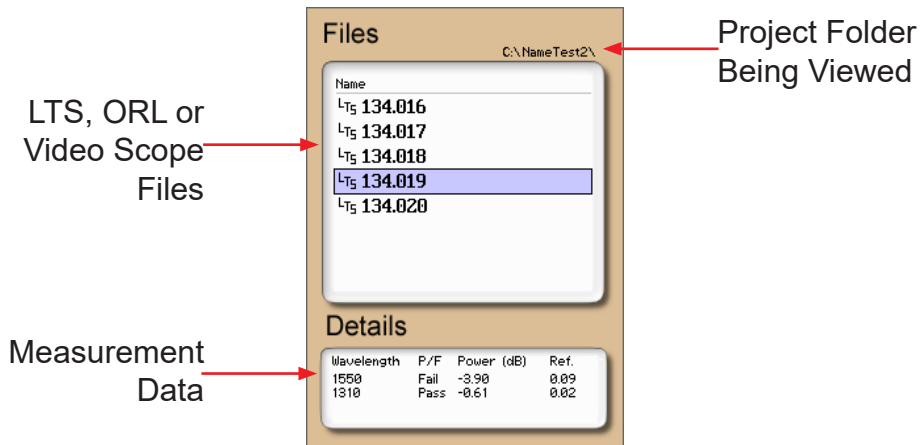 Files
C:\NameTest2\
Project Folder
Being Viewed
Name
LTS 134.016
LTS 134.017
LTS 134.018
LTS 134.019
LTS 134.020
LTS, ORL or
Video Scope
Files
Details
Wavelength P/F Power (dB) Ref.
1550 Fail -3.90 0.09
1310 Pass -0.61 0.02
Measurement
Data